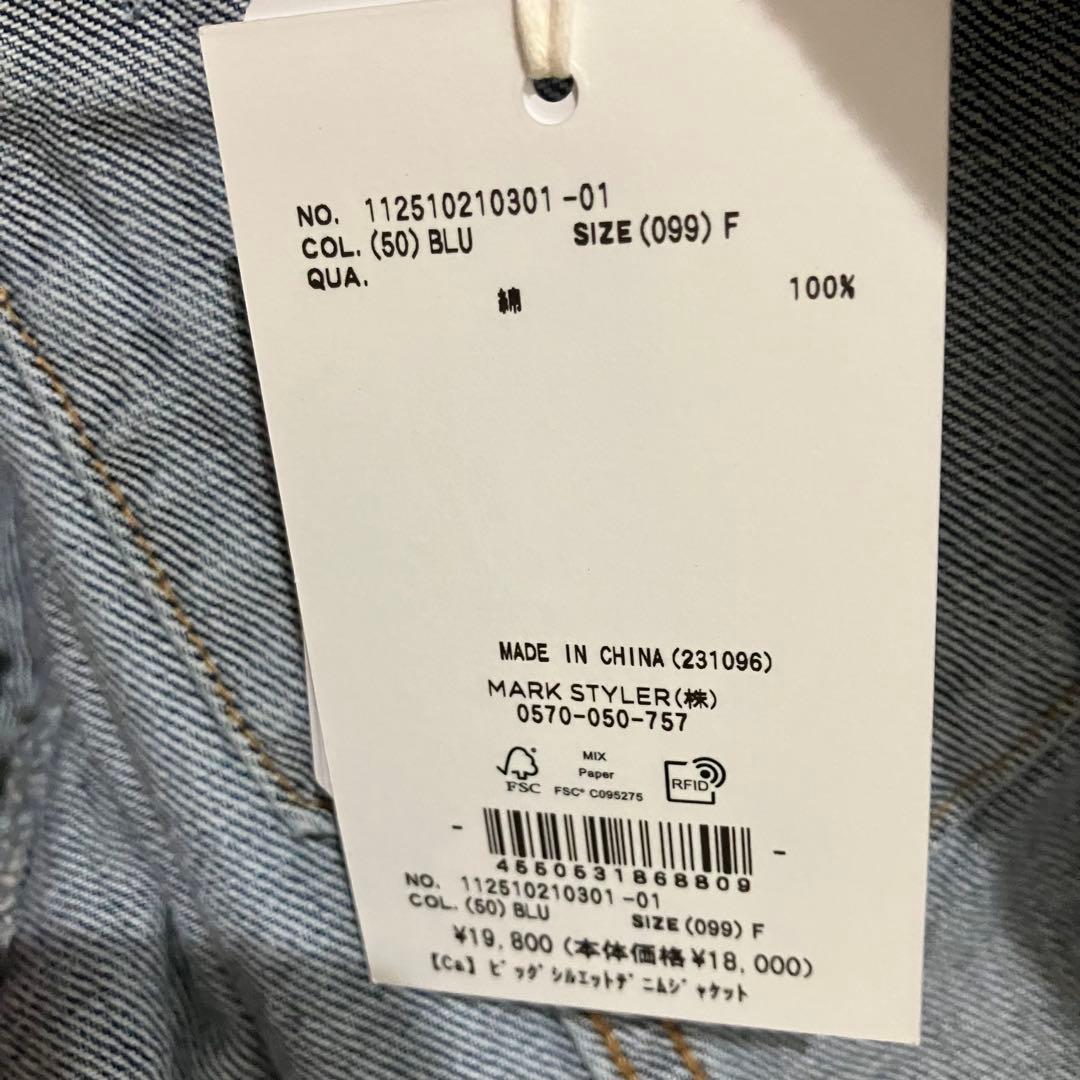 NO. 112510210301-01
COL.(50)BLU SIZE(099)F
QUA.
綿 100%
MADE IN CHINA(231096)
MARK STYLER(株)
0570-050-757
FSC MIX Paper FSC® C095275 RFID
- -
4550531868809
NO. 112510210301-01
COL.(50)BLU SIZE(099)F
¥19,800(本体価格¥18,000)
【Ca】ビッグシルエットデニムジャケット